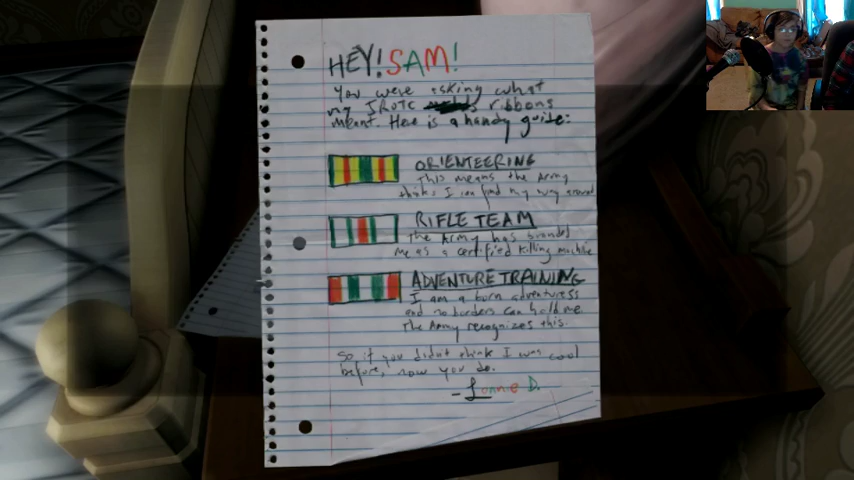 HEY! SAM!
You were asking what
my JROTC ribbons
meant. Here is a handy guide:
ORIENTEERING
This means the Army
thinks I can find my way around
RIFLE TEAM
The Army has branded
me as a certified killing machine
ADVENTURE TRAINING
I am a born adventuress
and no borders can hold me.
The Army recognizes this.
So if you didn't think I was cool
before, now you do.
-Lonnie D.